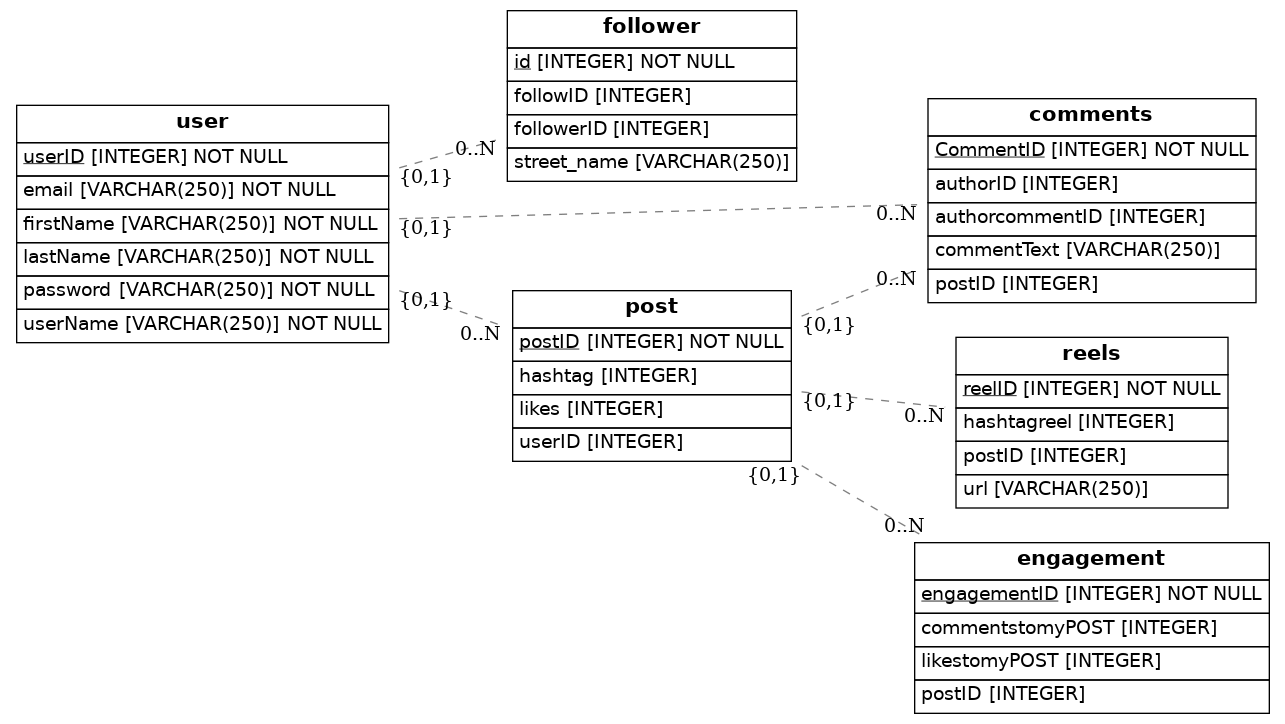 follower
id [INTEGER] NOT NULL
followID [INTEGER]
followerID [INTEGER]
street_name [VARCHAR(250)]
user
userID [INTEGER] NOT NULL
email [VARCHAR(250)] NOT NULL
firstName [VARCHAR(250)] NOT NULL
lastName [VARCHAR(250)] NOT NULL
password [VARCHAR(250)] NOT NULL
userName [VARCHAR(250)] NOT NULL
0..N
{0,1}
{0,1}
0..N
{0,1}
0..N
comments
CommentID [INTEGER] NOT NULL
authorID [INTEGER]
authorcommentID [INTEGER]
commentText [VARCHAR(250)]
postID [INTEGER]
post
postID [INTEGER] NOT NULL
hashtag [INTEGER]
likes [INTEGER]
userID [INTEGER]
0..N
{0,1}
{0,1}
0..N
{0,1}
0..N
reels
reelID [INTEGER] NOT NULL
hashtagreel [INTEGER]
postID [INTEGER]
url [VARCHAR(250)]
engagement
engagementID [INTEGER] NOT NULL
commentstomyPOST [INTEGER]
likestomyPOST [INTEGER]
postID [INTEGER]